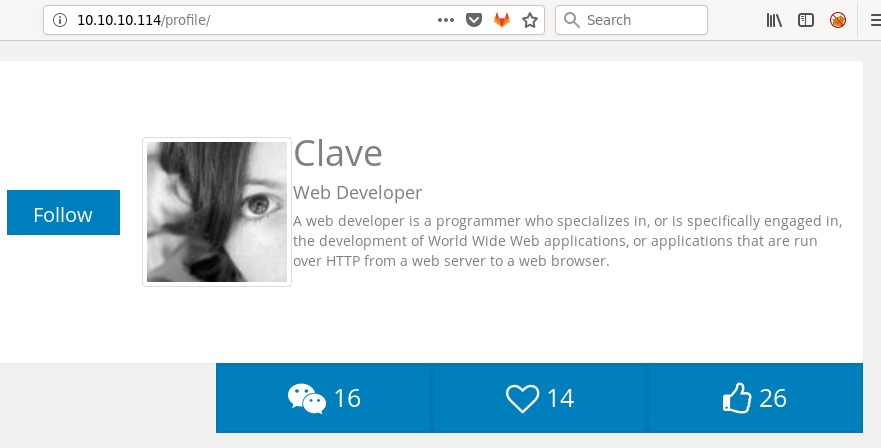 10.10.10.114/profile/
Search
Clave
Web Developer
Follow
A web developer is a programmer who specializes in, or is specifically engaged in,
the development of World Wide Web applications, or applications that are run
over HTTP from a web server to a web browser.
16
14
26